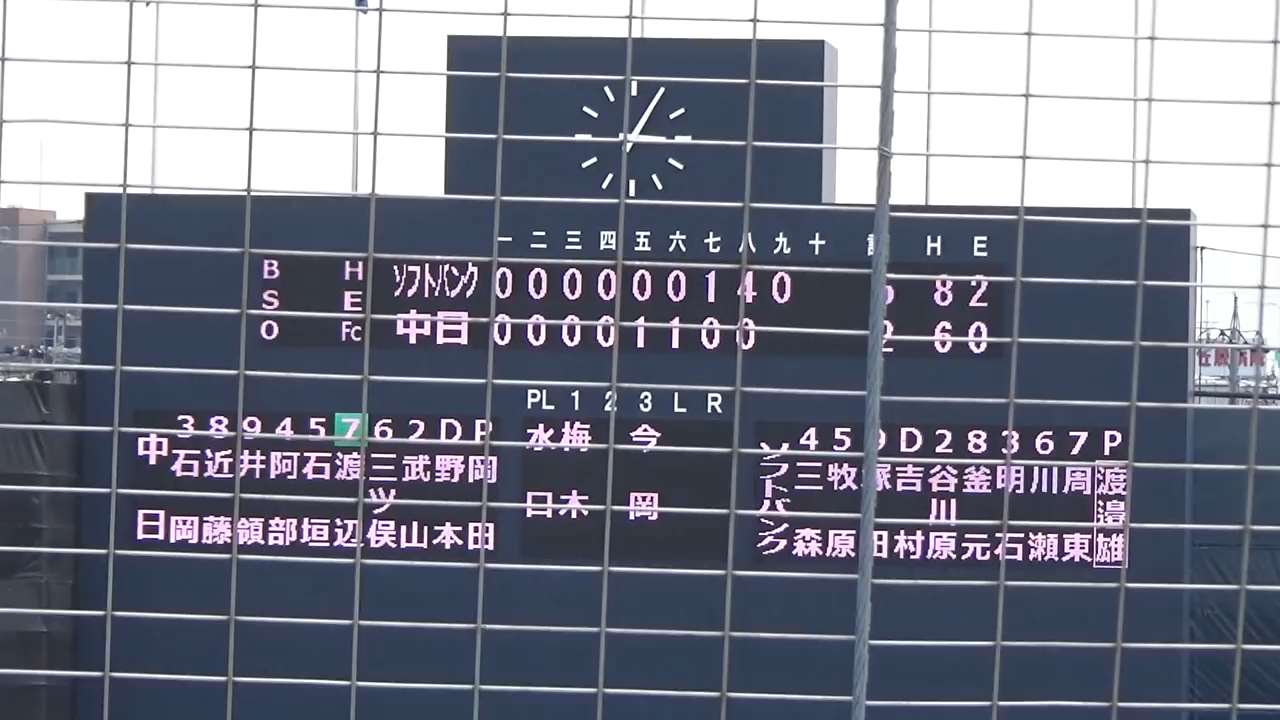 一 二 三 四 五 六 七 八 九 十 H E
B H ソフトバンク 0 0 0 0 0 0 1 4 0 8 2
S E
O Fc 中日 0 0 0 0 1 1 0 0 2 6 0
PL 1 2 3 L R
中日
3 8 9 4 5 7 6 2 D P
石岡 近藤 井領 阿部 石垣 渡辺 三ツ俣 武山 野本 岡田
水口 梅木 今岡
ソフトバンク
4 5 9 D 2 8 3 6 7 P
三森 牧原 塚田 吉村 谷川原 釜元 明石 川瀬 周東 渡邉雄